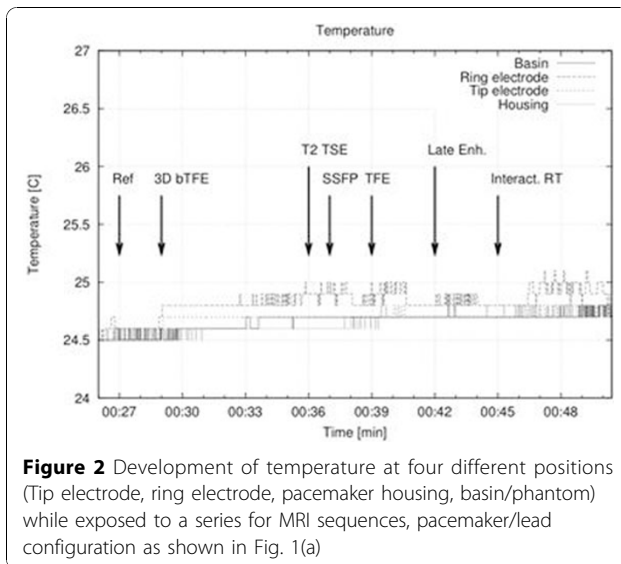 Temperature
27
26.5
26
25.5
25
24.5
24
Temperature [C]
Basin
Ring electrode
Tip electrode
Housing
T2 TSE
Late Enh.
Ref
3D bTFE
SSFP
TFE
Interact. RT
00:27
00:30
00:33
00:36
00:39
00:42
00:45
00:48
Time [min]
Figure 2 Development of temperature at four different positions
(Tip electrode, ring electrode, pacemaker housing, basin/phantom)
while exposed to a series for MRI sequences, pacemaker/lead
configuration as shown in Fig. 1(a)